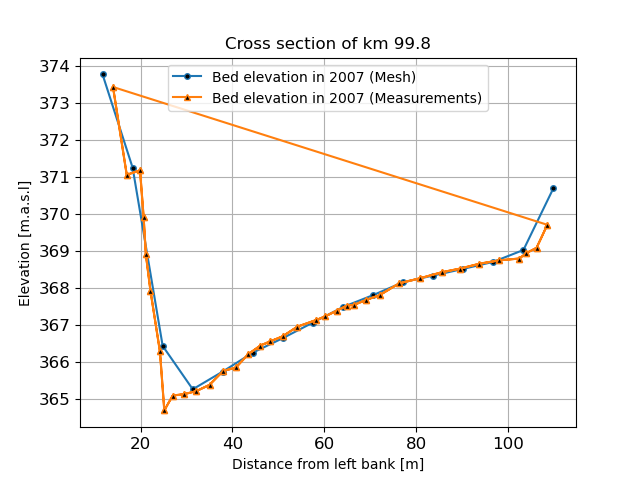 Cross section of km 99.8
Bed elevation in 2007 (Mesh)
Bed elevation in 2007 (Measurements)
Elevation [m.a.s.l]
374
373
372
371
370
369
368
367
366
365
20 40 60 80 100
Distance from left bank [m]